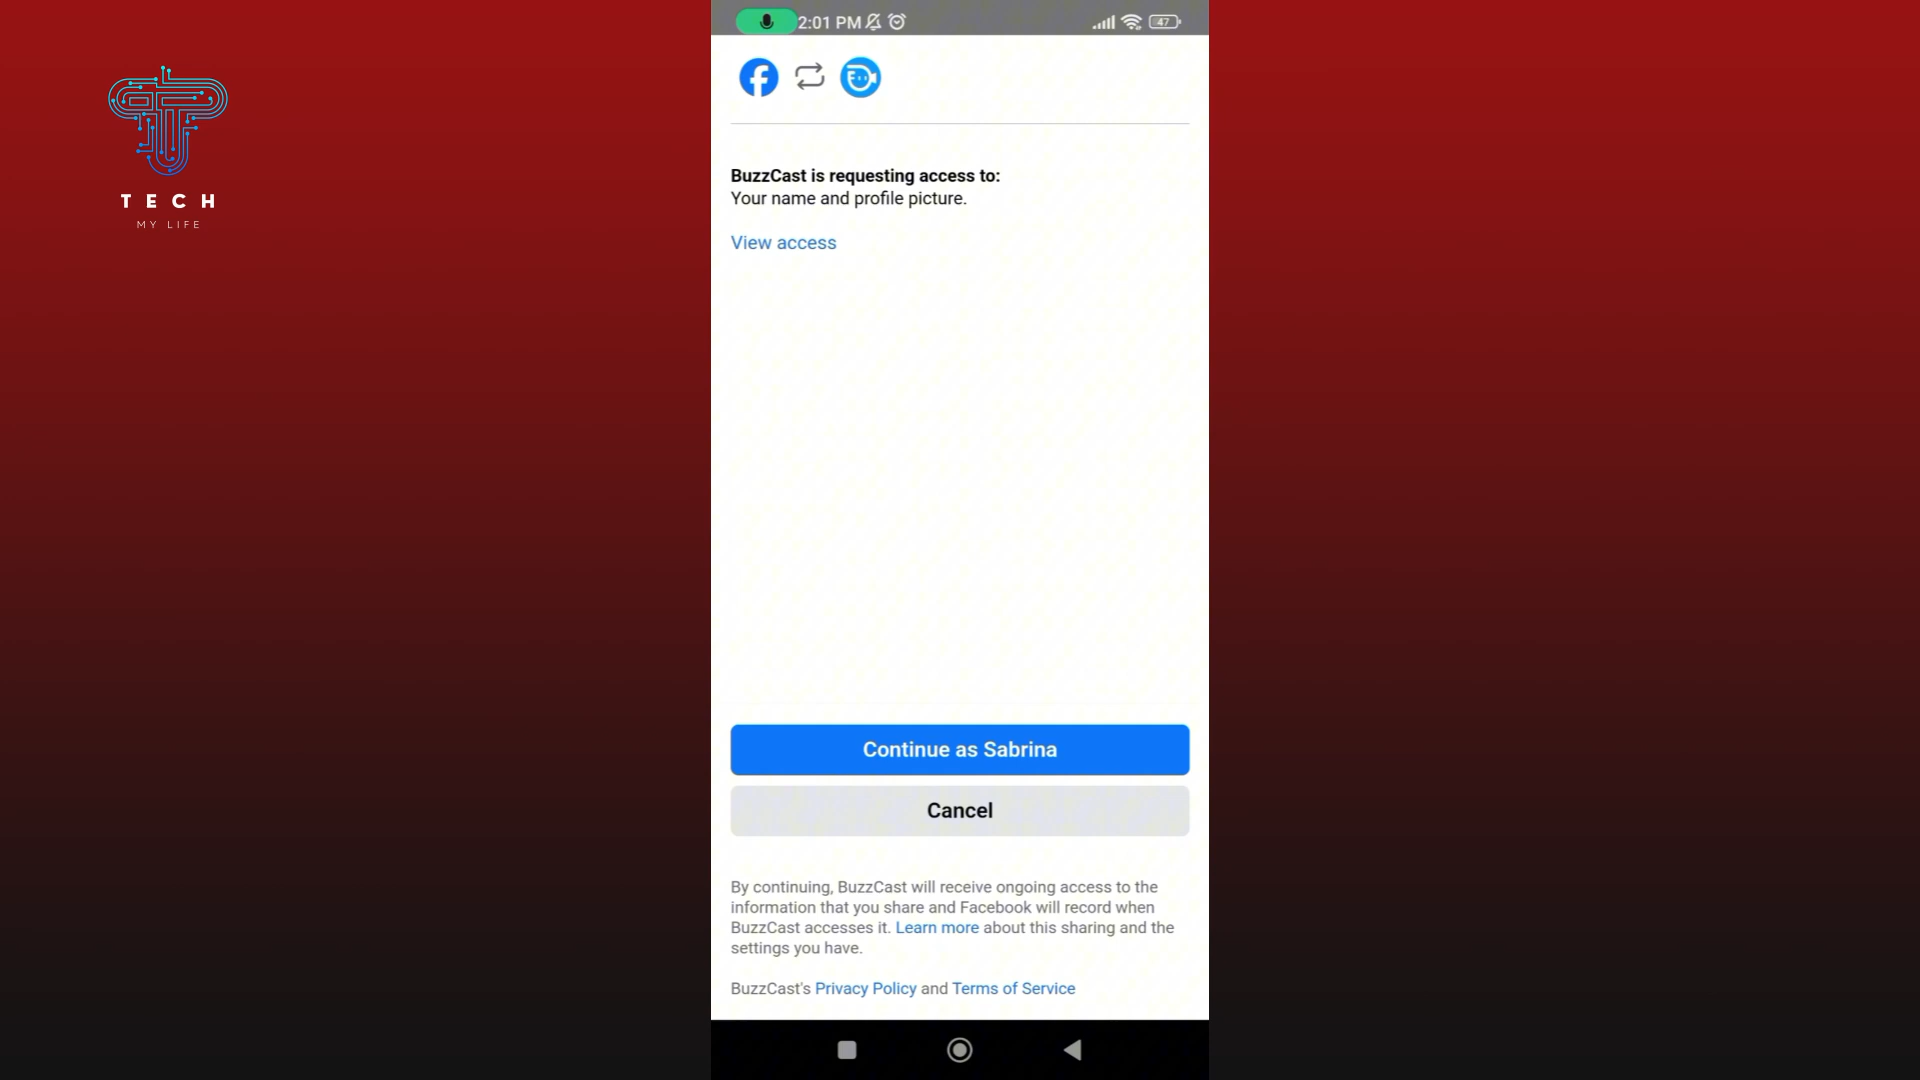 TECH
MY LIFE
2:01 PM
47
BuzzCast is requesting access to:
Your name and profile picture.
View access
Continue as Sabrina
Cancel
By continuing, BuzzCast will receive ongoing access to the
information that you share and Facebook will record when
BuzzCast accesses it. Learn more about this sharing and the
settings you have.
BuzzCast's Privacy Policy and Terms of Service